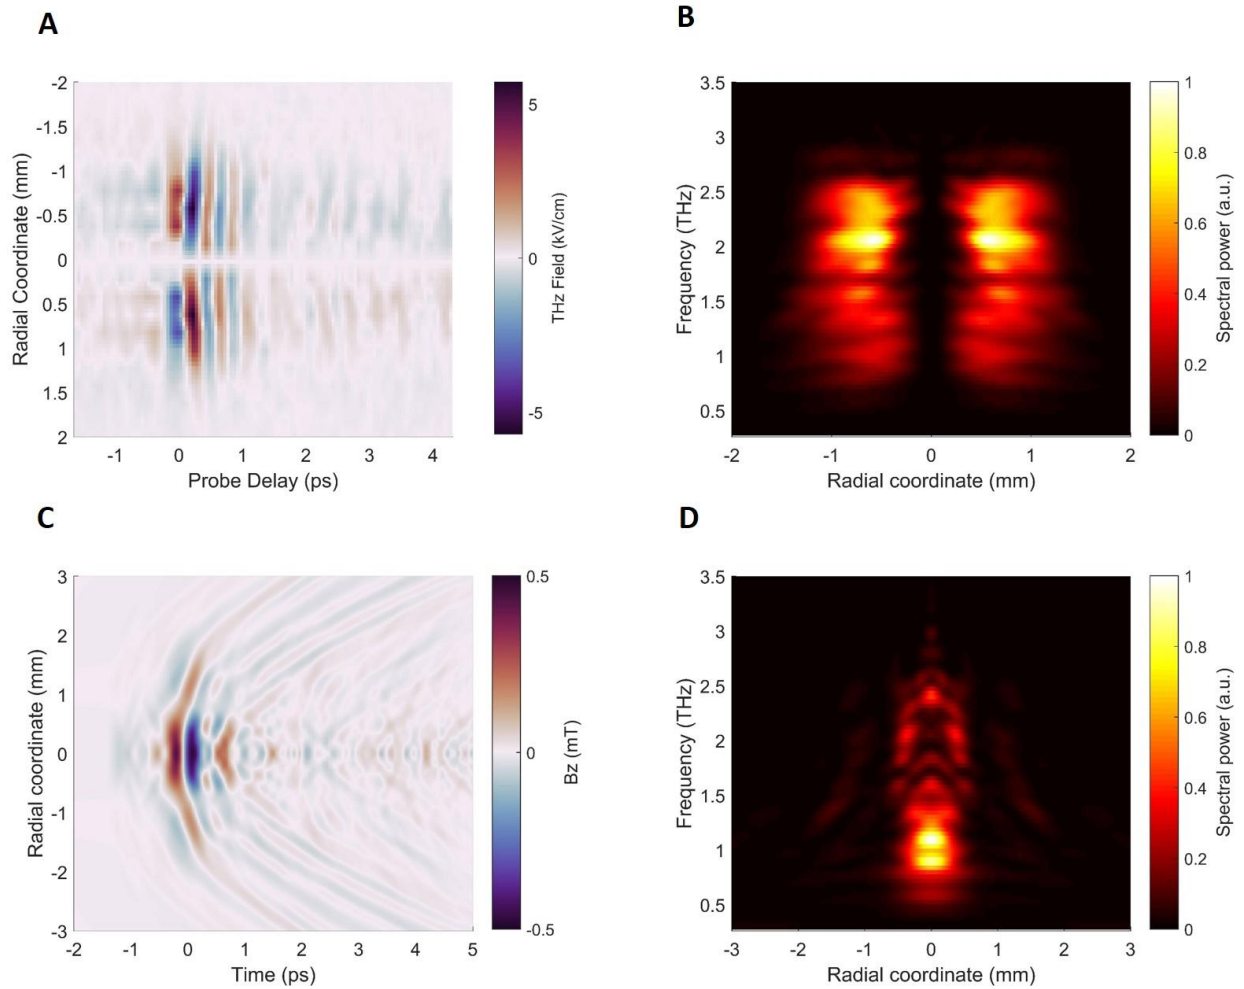 A
-2
-1.5
-1
-0.5
0
0.5
1
1.5
2
Radial Coordinate (mm)
-1 0 1 2 3 4
Probe Delay (ps)
5
0
-5
THz Field (kV/cm)
B
3.5
3
2.5
2
1.5
1
0.5
Frequency (THz)
-2 -1 0 1 2
Radial coordinate (mm)
1
0.8
0.6
0.4
0.2
0
Spectral power (a.u.)
C
3
2
1
0
-1
-2
-3
Radial coordinate (mm)
-2 -1 0 1 2 3 4 5
Time (ps)
0.5
0
-0.5
Bz (mT)
D
3.5
3
2.5
2
1.5
1
0.5
Frequency (THz)
-3 -2 -1 0 1 2 3
Radial coordinate (mm)
1
0.8
0.6
0.4
0.2
0
Spectral power (a.u.)